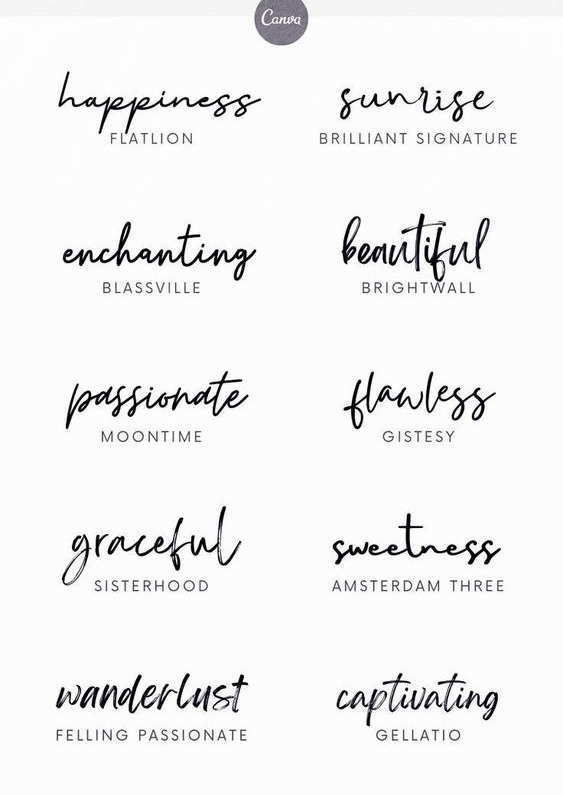 Canva
happiness
FLATLION
sunrise
BRILLIANT SIGNATURE
enchanting
BLASSVILLE
beautiful
BRIGHTWALL
passionate
MOONTIME
flawless
GISTESY
graceful
SISTERHOOD
sweetness
AMSTERDAM THREE
wanderlust
FELLING PASSIONATE
captivating
GELLATIO